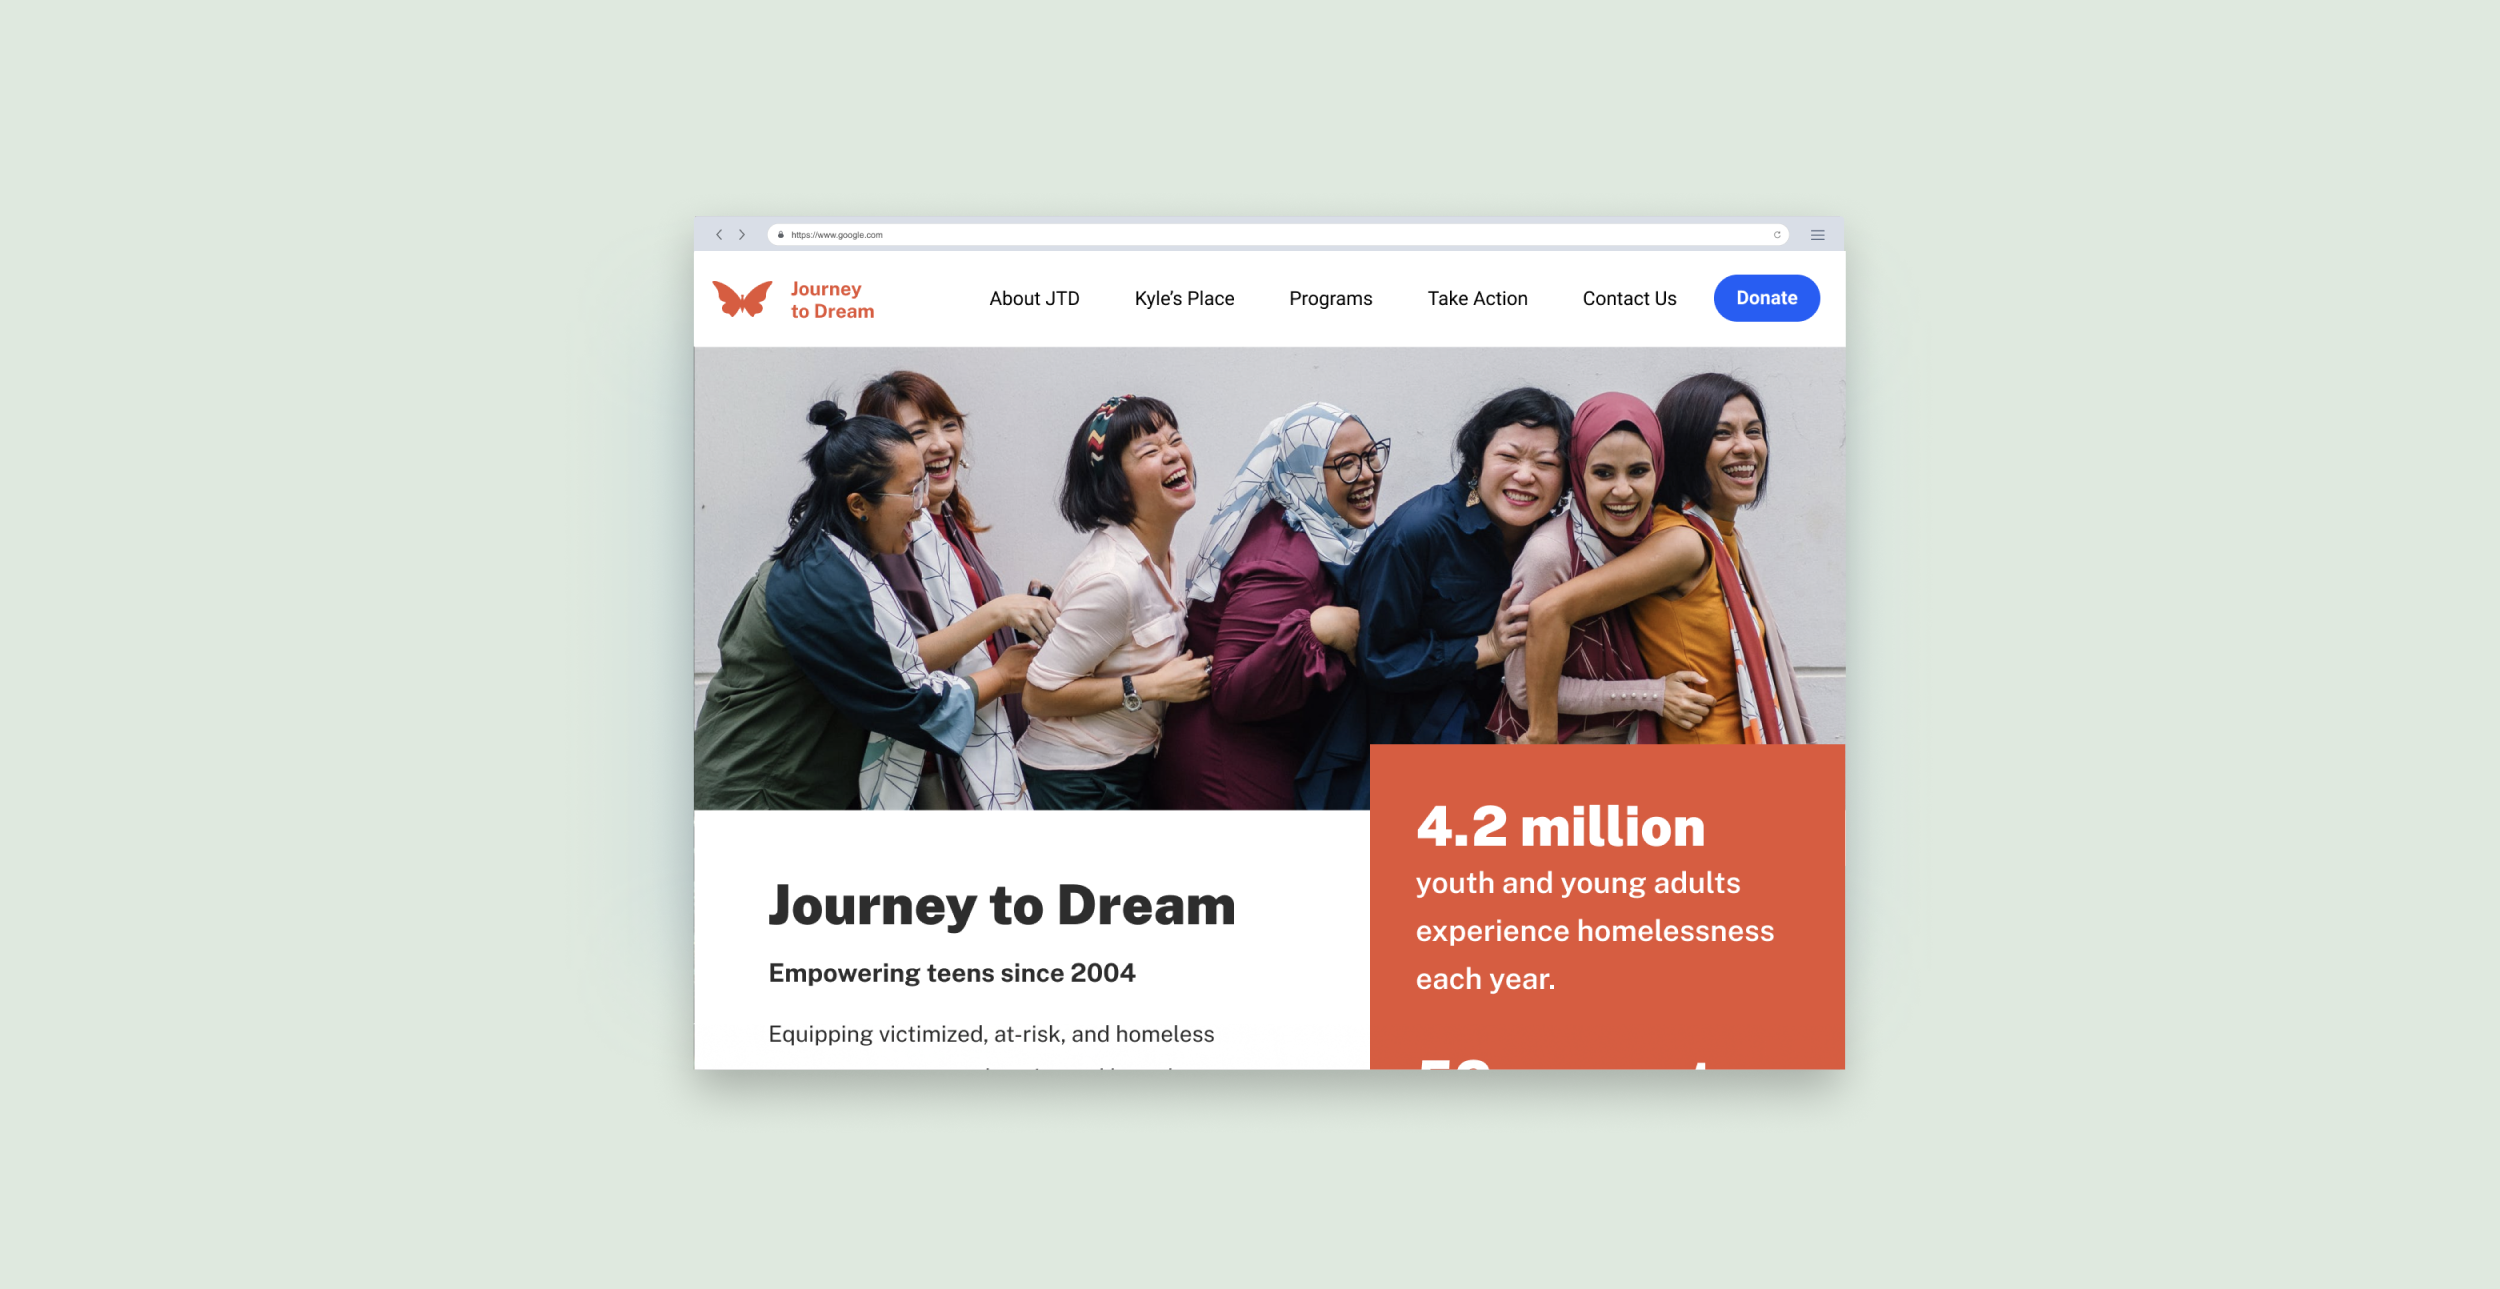 https://www.google.com
Journey
to Dream
About JTD
Kyle's Place
Programs
Take Action
Contact Us
Donate
4.2 million
youth and young adults
experience homelessness
each year.
Journey to Dream
Empowering teens since 2004
Equipping victimized, at-risk, and homeless